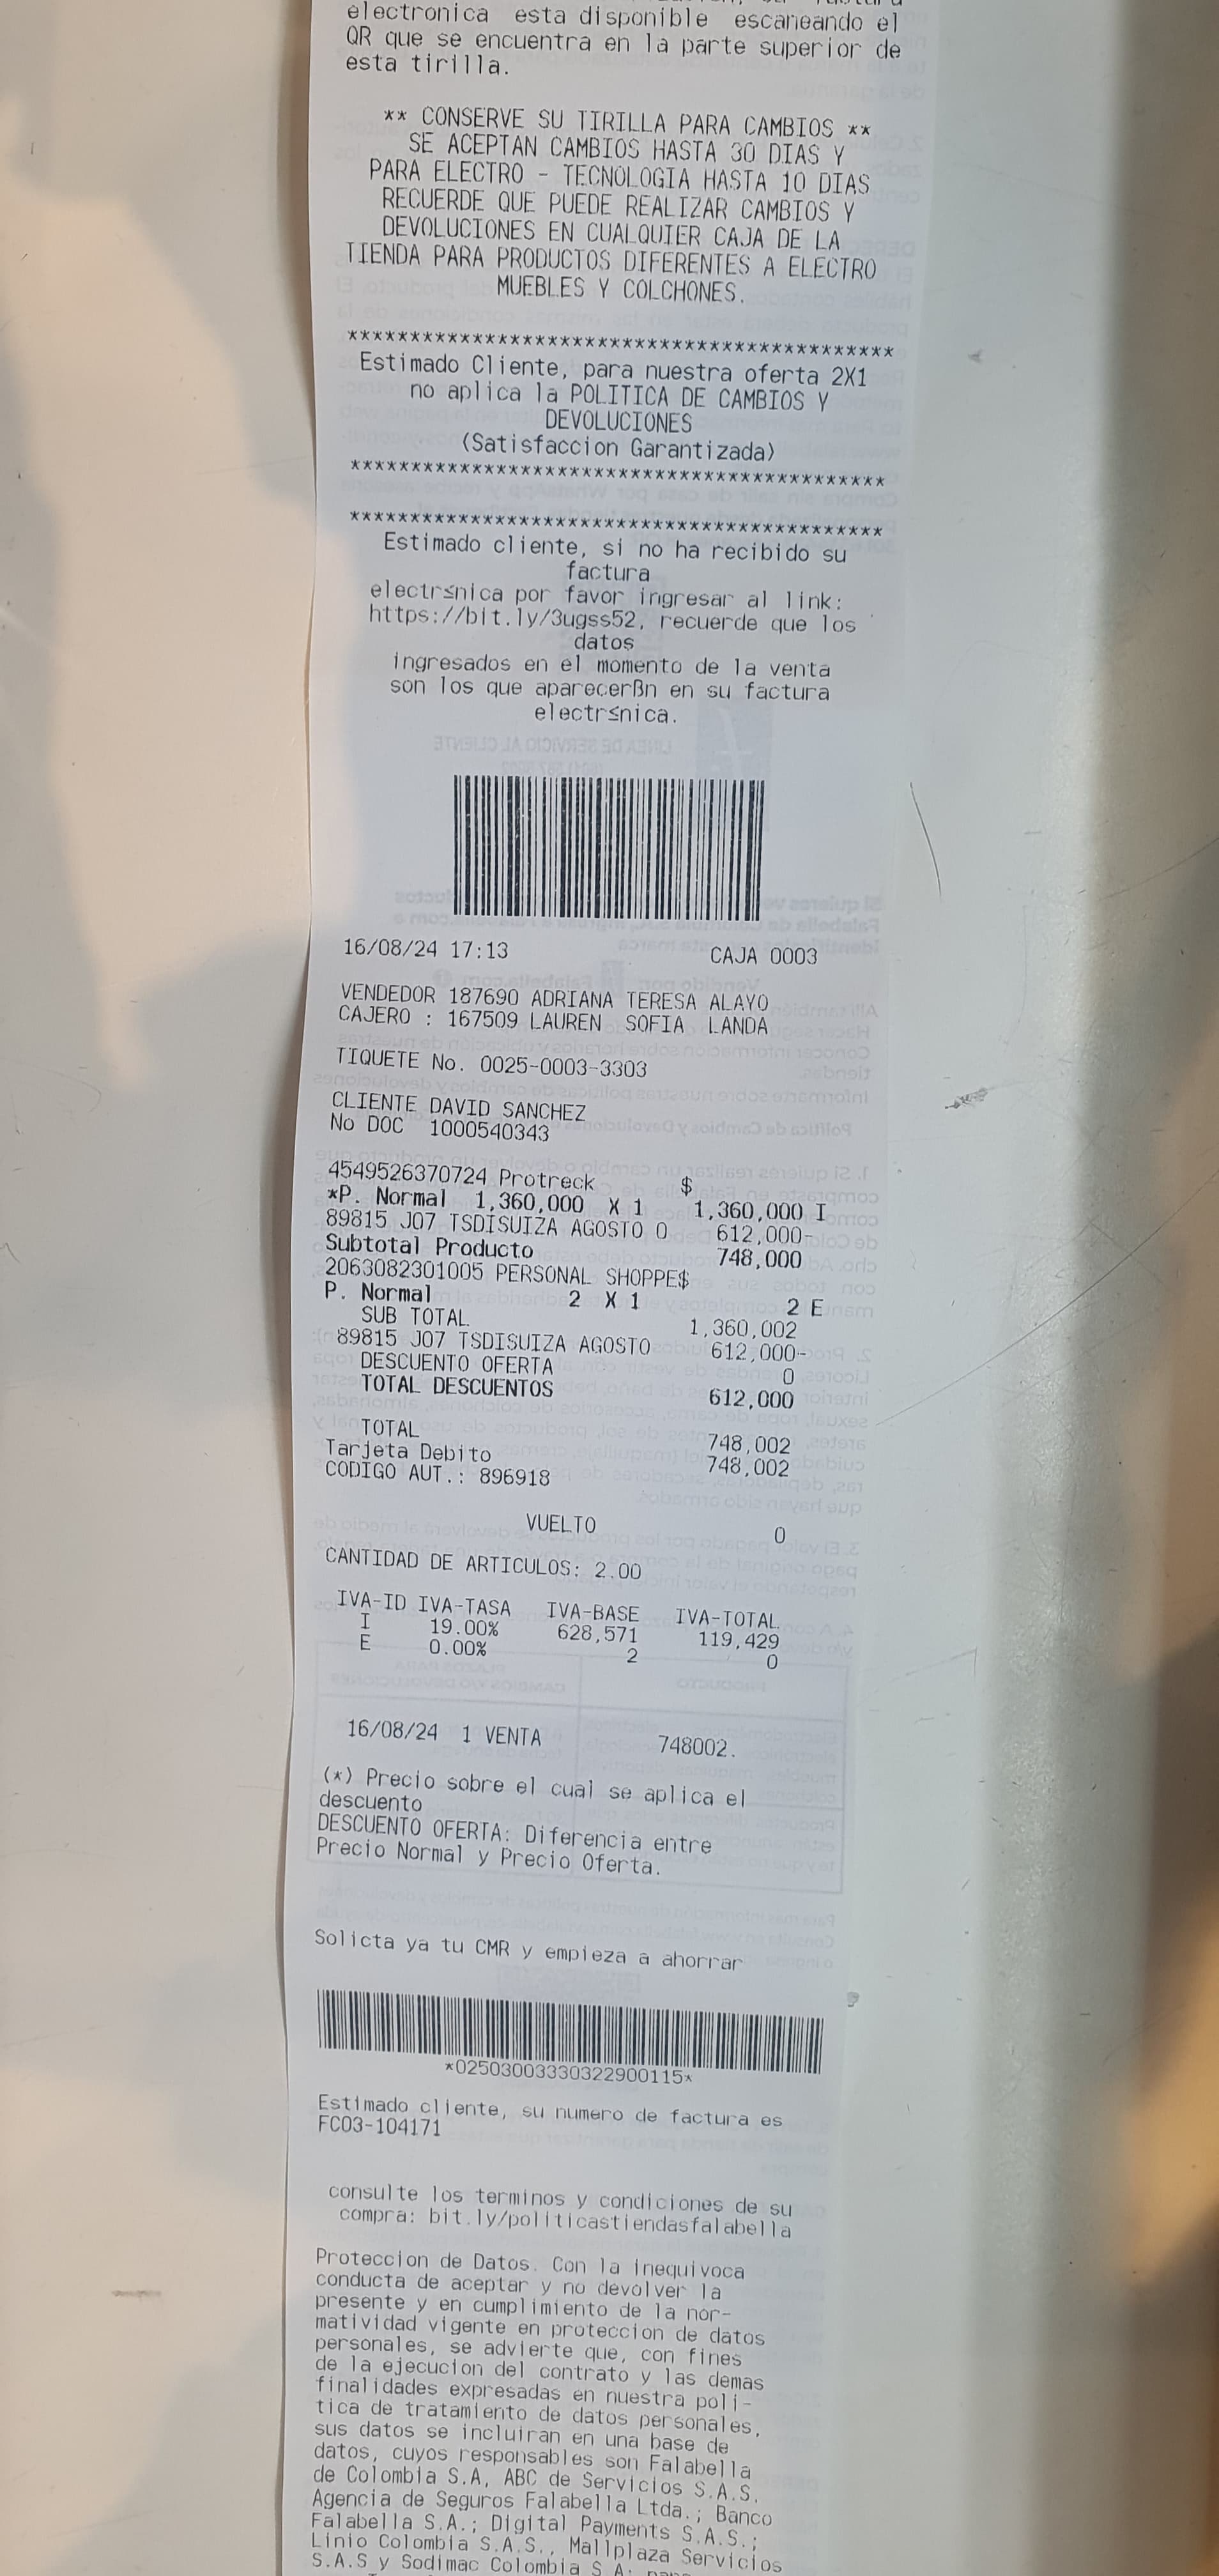 electronica esta disponible escaneando el
QR que se encuentra en la parte superior de
esta tirilla.
** CONSERVE SU TIRILLA PARA CAMBIOS **
SE ACEPTAN CAMBIOS HASTA 30 DIAS Y
PARA ELECTRO - TECNOLOGIA HASTA 10 DIAS
RECUERDE QUE PUEDE REALIZAR CAMBIOS Y
DEVOLUCIONES EN CUALQUIER CAJA DE LA
TIENDA PARA PRODUCTOS DIFERENTES A ELECTRO
MUEBLES Y COLCHONES.
********************************************
Estimado Cliente, para nuestra oferta 2X1
no aplica la POLITICA DE CAMBIOS Y
DEVOLUCIONES
(Satisfaccion Garantizada)
********************************************
********************************************
Estimado cliente, si no ha recibido su
factura
electr≤nica por favor ingresar al link:
https://bit.ly/3ugss52, recuerde que los
datos
ingresados en el momento de la venta
son los que aparecerßn en su factura
electr≤nica.
16/08/24 17:13 CAJA 0003
VENDEDOR 187690 ADRIANA TERESA ALAYO
CAJERO : 167509 LAUREN SOFIA LANDA
TIQUETE No. 0025-0003-3303
CLIENTE DAVID SANCHEZ
No DOC 1000540343
4549526370724 Protreck $
*P. Normal 1,360,000 X 1 1,360,000 I
89815 J07 TSDISUIZA AGOSTO 0 612,000-
Subtotal Producto 748,000
2063082301005 PERSONAL SHOPPE$
P. Normal 2 X 1 2 E
SUB TOTAL 1,360,002
89815 J07 TSDISUIZA AGOSTO 612,000-
DESCUENTO OFERTA 0
TOTAL DESCUENTOS 612,000
TOTAL 748,002
Tarjeta Debito 748,002
CODIGO AUT.: 896918
VUELTO 0
CANTIDAD DE ARTICULOS: 2.00
IVA-ID IVA-TASA IVA-BASE IVA-TOTAL
I 19.00% 628,571 119,429
E 0.00% 2 0
16/08/24 1 VENTA 748002.
(*) Precio sobre el cual se aplica el
descuento
DESCUENTO OFERTA: Diferencia entre
Precio Normal y Precio Oferta.
Solicta ya tu CMR y empieza a ahorrar
*02503003330322900115*
Estimado cliente, su numero de factura es
FC03-104171
consulte los terminos y condiciones de su
compra: bit.ly/politicastiendasfalabella
Proteccion de Datos. Con la inequivoca
conducta de aceptar y no devolver la
presente y en cumplimiento de la nor-
matividad vigente en proteccion de datos
personales, se advierte que, con fines
de la ejecucion del contrato y las demas
finalidades expresadas en nuestra poli-
tica de tratamiento de datos personales,
sus datos se incluiran en una base de
datos, cuyos responsables son Falabella
de Colombia S.A, ABC de Servicios S.A.S.
Agencia de Seguros Falabella Ltda.; Banco
Falabella S.A.; Digital Payments S.A.S.;
Linio Colombia S.A.S., Mallplaza Servicios
S.A.S y Sodimac Colombia S.A;